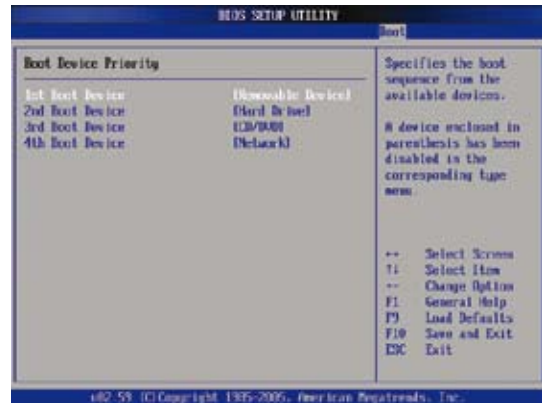 BIOS SETUP UTILITY
Boot
Boot Device Priority
1st Boot Device [Removable Device]
2nd Boot Device [Hard Drive]
3rd Boot Device [CD/DVD]
4th Boot Device [Network]
Specifies the boot
sequence from the
available devices.
A device enclosed in
parenthesis has been
disabled in the
corresponding type
menu.
↔ Select Screen
↑↓ Select Item
+- Change Option
F1 General Help
F9 Load Defaults
F10 Save and Exit
ESC Exit
v02.59 (C)Copyright 1985-2005, American Megatrends, Inc.